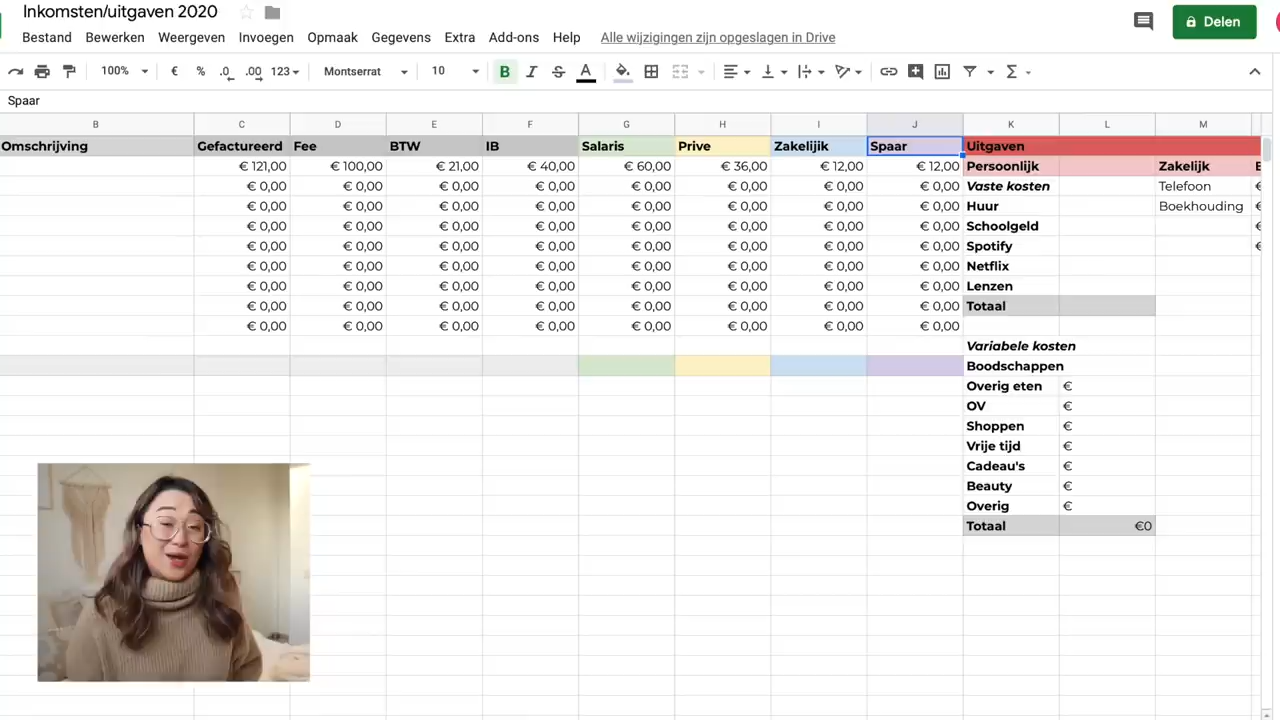 Inkomsten/uitgaven 2020
Bestand Bewerken Weergeven Invoegen Opmaak Gegevens Extra Add-ons Help Alle wijzigingen zijn opgeslagen in Drive
Delen
100% € % .0 .00 123 Montserrat 10 B I S A Σ
Spaar
B C D E F G H I J K L M
Omschrijving Gefactureerd Fee BTW IB Salaris Prive Zakelijk Spaar Uitgaven
€ 121,00 € 100,00 € 21,00 € 40,00 € 60,00 € 36,00 € 12,00 € 12,00 Persoonlijk Zakelijk
€ 0,00 € 0,00 € 0,00 € 0,00 € 0,00 € 0,00 € 0,00 € 0,00 Vaste kosten Telefoon
€ 0,00 € 0,00 € 0,00 € 0,00 € 0,00 € 0,00 € 0,00 € 0,00 Huur Boekhouding
€ 0,00 € 0,00 € 0,00 € 0,00 € 0,00 € 0,00 € 0,00 € 0,00 Schoolgeld
€ 0,00 € 0,00 € 0,00 € 0,00 € 0,00 € 0,00 € 0,00 € 0,00 Spotify
€ 0,00 € 0,00 € 0,00 € 0,00 € 0,00 € 0,00 € 0,00 € 0,00 Netflix
€ 0,00 € 0,00 € 0,00 € 0,00 € 0,00 € 0,00 € 0,00 € 0,00 Lenzen
€ 0,00 € 0,00 € 0,00 € 0,00 € 0,00 € 0,00 € 0,00 € 0,00 Totaal
€ 0,00 € 0,00 € 0,00 € 0,00 € 0,00 € 0,00 € 0,00 € 0,00
Variabele kosten
Boodschappen
Overig eten €
OV €
Shoppen €
Vrije tijd €
Cadeau's €
Beauty €
Overig €
Totaal €0